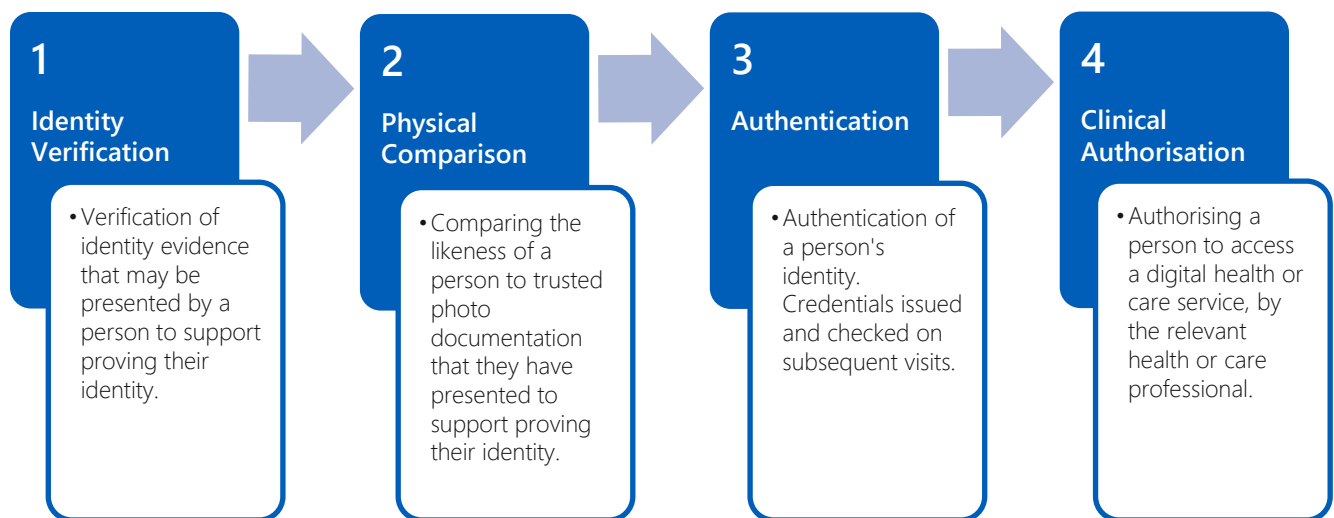 1
Identity
Verification
• Verification of
identity evidence
that may be
presented by a
person to support
proving their
identity.
2
Physical
Comparison
• Comparing the
likeness of a
person to trusted
photo
documentation
that they have
presented to
support proving
their identity.
3
Authentication
• Authentication of
a person's
identity.
Credentials issued
and checked on
subsequent visits.
4
Clinical
Authorisation
• Authorising a
person to access
a digital health or
care service, by
the relevant
health or care
professional.